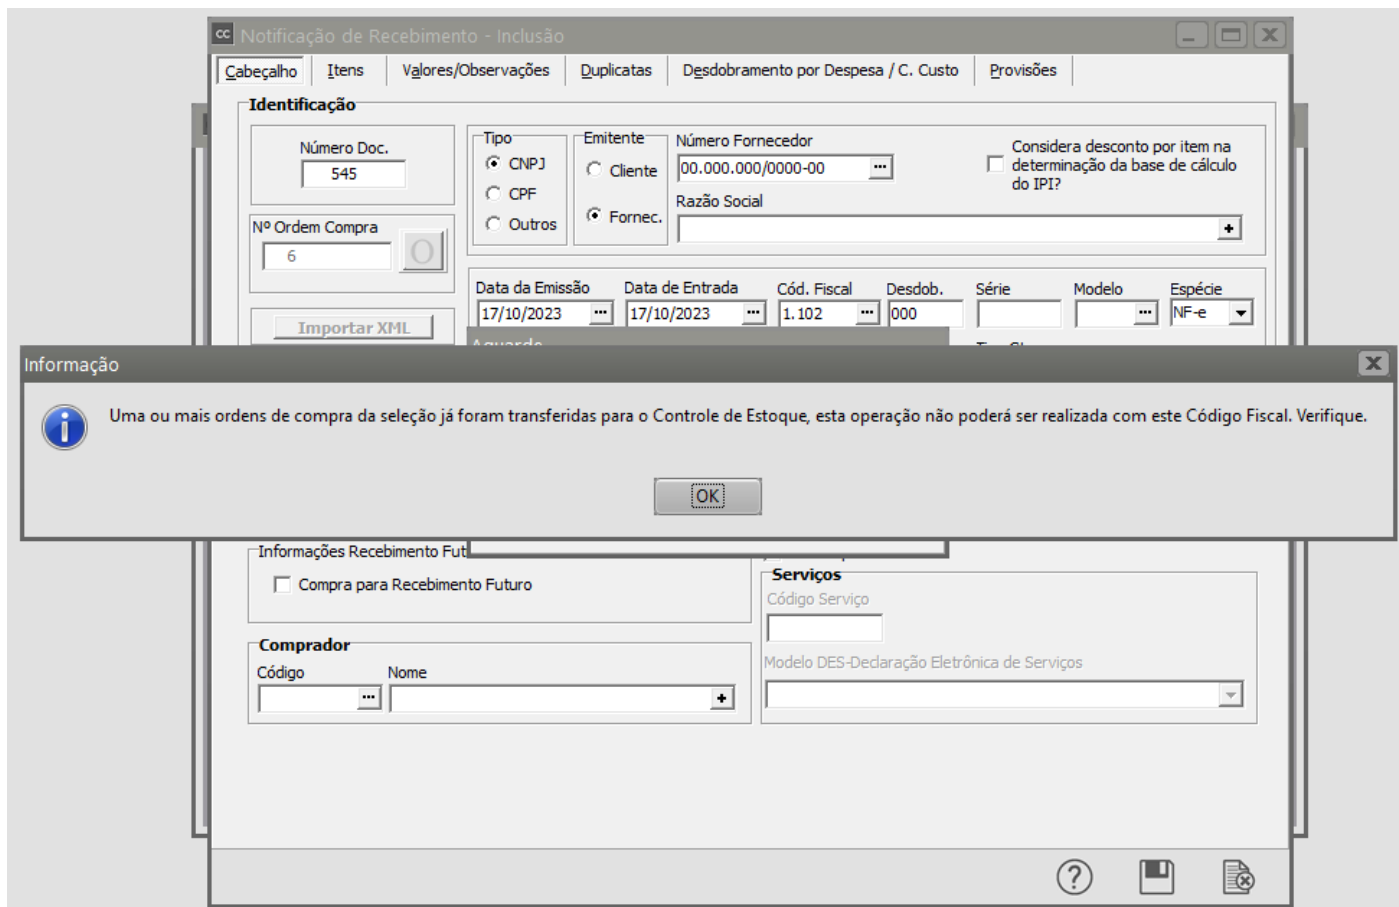 cc Notificação de Recebimento - Inclusão
Cabeçalho Itens Valores/Observações Duplicatas Desdobramento por Despesa / C. Custo Provisões
Identificação
Número Doc.
545
Nº Ordem Compra
6
O
Importar XML
Tipo
CNPJ
CPF
Outros
Emitente
Cliente
Fornec.
Número Fornecedor
00.000.000/0000-00 ...
Razão Social
+
Considera desconto por item na
determinação da base de cálculo
do IPI?
Data da Emissão Data de Entrada Cód. Fiscal Desdob. Série Modelo Espécie
17/10/2023 ... 17/10/2023 ... 1.102 ... 000 ... NF-e
Aguarde
Informação
Uma ou mais ordens de compra da seleção já foram transferidas para o Controle de Estoque, esta operação não poderá ser realizada com este Código Fiscal. Verifique.
OK
Informações Recebimento Fut
Compra para Recebimento Futuro
Comprador
Código Nome
... +
Serviços
Código Serviço
Modelo DES-Declaração Eletrônica de Serviços
?